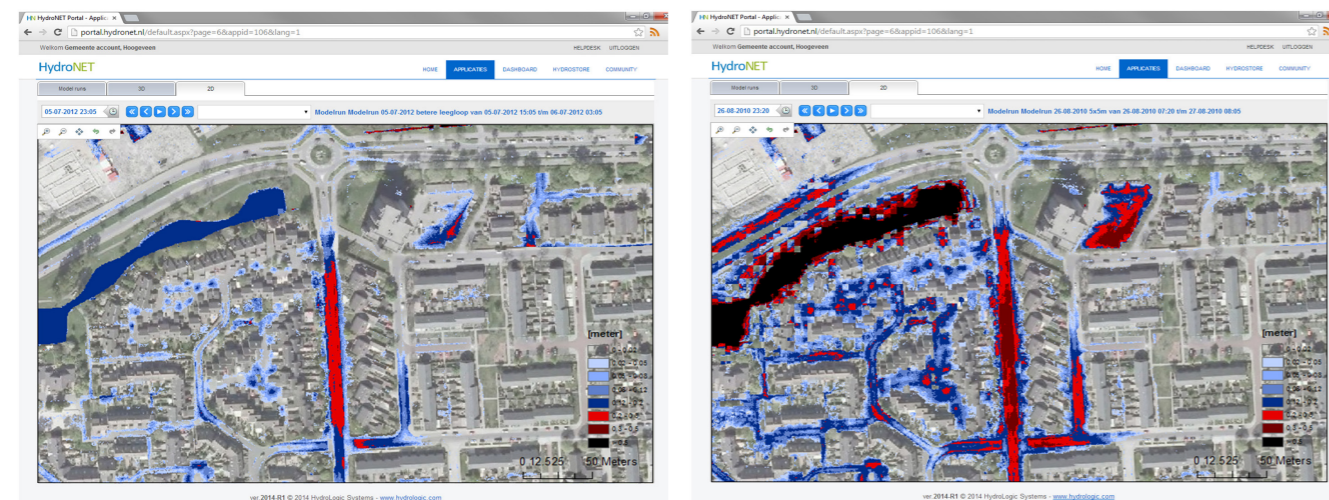 HN HydroNET Portal - Applic ×
portal.hydronet.nl/default.aspx?page=6&appid=106&lang=1
Welkom Gemeente account, Hoogeveen
HELPDESK UITLOGGEN
HydroNET
HOME APPLICATIES DASHBOARD HYDROSTORE COMMUNITY
Model runs 3D 2D
05-07-2012 23:05
Modelrun Modelrun 05-07-2012 betere leegloop van 05-07-2012 15:05 t/m 06-07-2012 03:05
[meter]
0 12.525 50 Meters
ver.2014-R1 © 2014 HydroLogic Systems - www.hydrologic.com
HN HydroNET Portal - Applic ×
portal.hydronet.nl/default.aspx?page=6&appid=106&lang=1
Welkom Gemeente account, Hoogeveen
HELPDESK UITLOGGEN
HydroNET
HOME APPLICATIES DASHBOARD HYDROSTORE COMMUNITY
Model runs 3D 2D
26-08-2010 23:20
Modelrun Modelrun 26-08-2010 5x5m van 26-08-2010 07:20 t/m 27-08-2010 08:05
[meter]
0 12.525 50 Meters
ver.2014-R1 © 2014 HydroLogic Systems - www.hydrologic.com